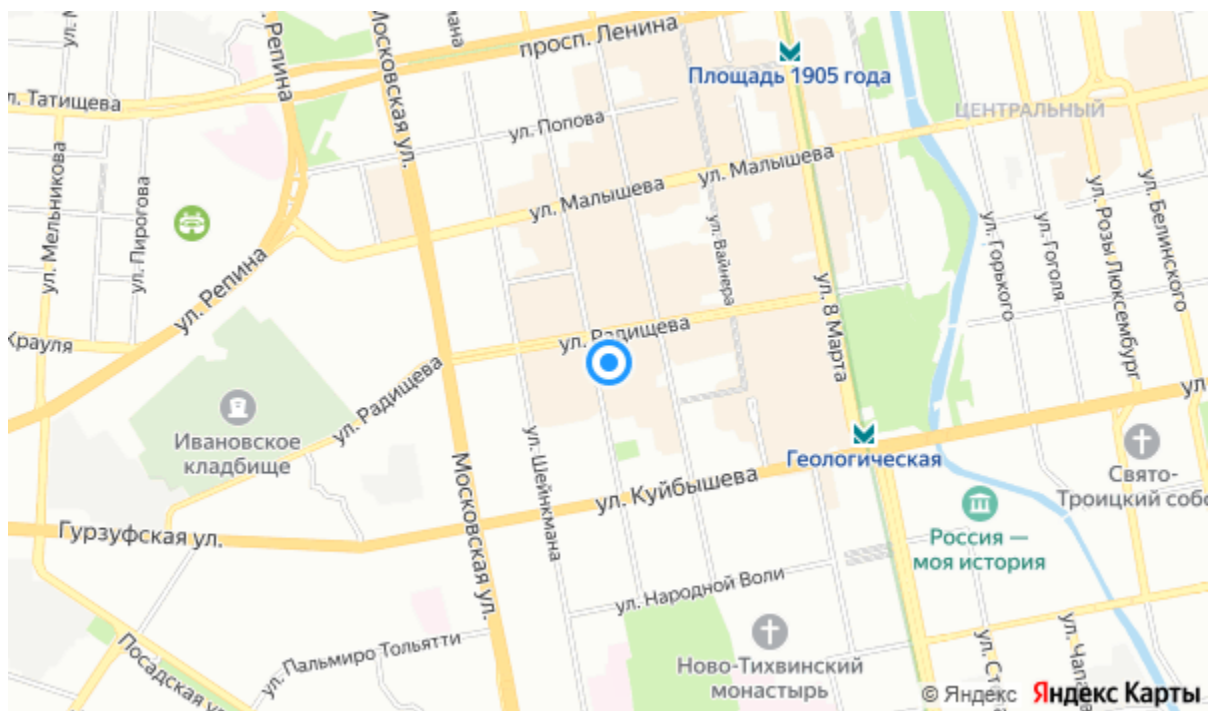 просп. Ленина
Площадь 1905 года
ул. Репина
Московская ул.
л. Татищева
ул. Попова
ЦЕНТРАЛЬНЫЙ
ул. Малышева
ул. Малышева
ул. Мельникова
ул. Пирогова
ул. Вайнера
ул. Горького
ул. Гоголя
ул. Розы Люксембург
ул. Белинского
ул. Репина
ул. 8 Марта
ул. Радищева
Крауля
ул. Радищева
Ивановское
кладбище
Геологическая
ул. Шейнкмана
Московская ул.
ул. Куйбышева
Свято-
Троицкий собо
Гурзуфская ул.
Россия —
моя история
ул. Народной Воли
Посадская ул.
ул. Пальмиро Тольятти
Ново-Тихвинский
монастырь
ул. Чапа
© Яндекс Яндекс Карты